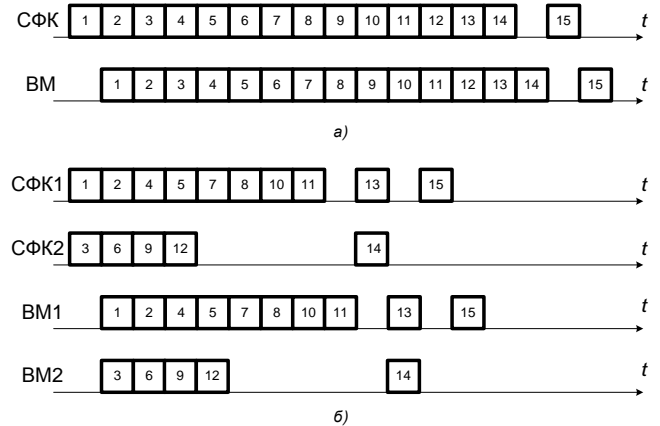 СФК 1 2 3 4 5 6 7 8 9 10 11 12 13 14 15 t
ВМ 1 2 3 4 5 6 7 8 9 10 11 12 13 14 15 t
а)
СФК1 1 2 4 5 7 8 10 11 13 15 t
СФК2 3 6 9 12 14 t
ВМ1 1 2 4 5 7 8 10 11 13 15 t
ВМ2 3 6 9 12 14 t
б)